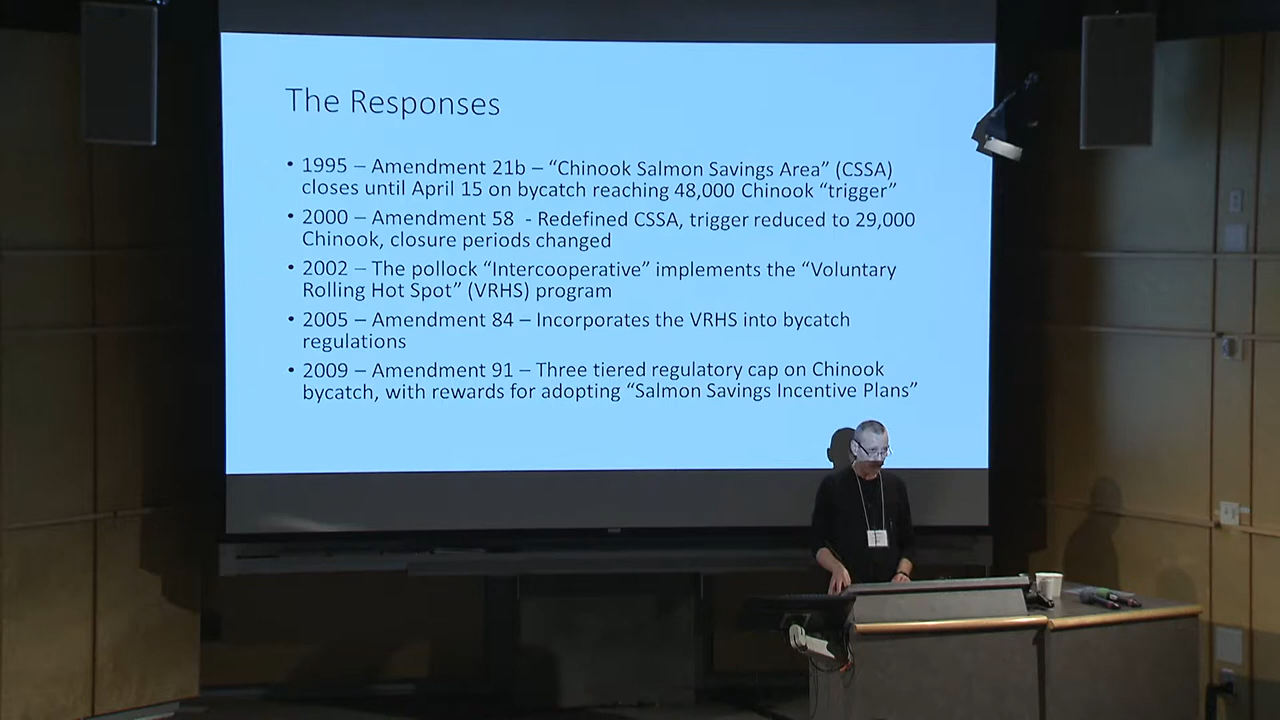 The Responses
• 1995 – Amendment 21b – “Chinook Salmon Savings Area” (CSSA)
closes until April 15 on bycatch reaching 48,000 Chinook “trigger”
• 2000 – Amendment 58  - Redefined CSSA, trigger reduced to 29,000
Chinook, closure periods changed
• 2002 – The pollock “Intercooperative” implements the “Voluntary
Rolling Hot Spot” (VRHS) program
• 2005 – Amendment 84 – Incorporates the VRHS into bycatch
regulations
• 2009 – Amendment 91 – Three tiered regulatory cap on Chinook
bycatch, with rewards for adopting “Salmon Savings Incentive Plans”